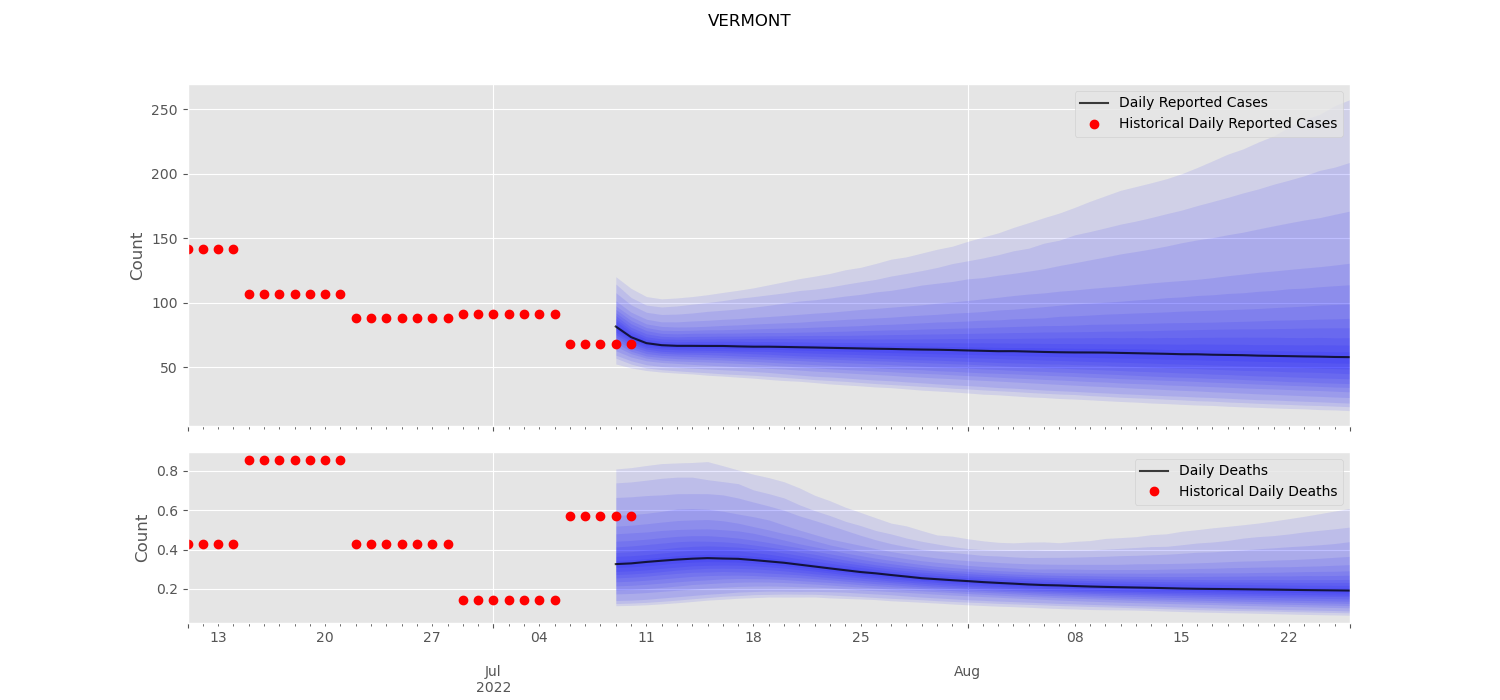 VERMONT
250
200
150
100
50
Count
Daily Reported Cases
Historical Daily Reported Cases
0.8
0.6
0.4
0.2
Count
Daily Deaths
Historical Daily Deaths
13 20 27 04 11 18 25 08 15 22
Jul Aug
2022